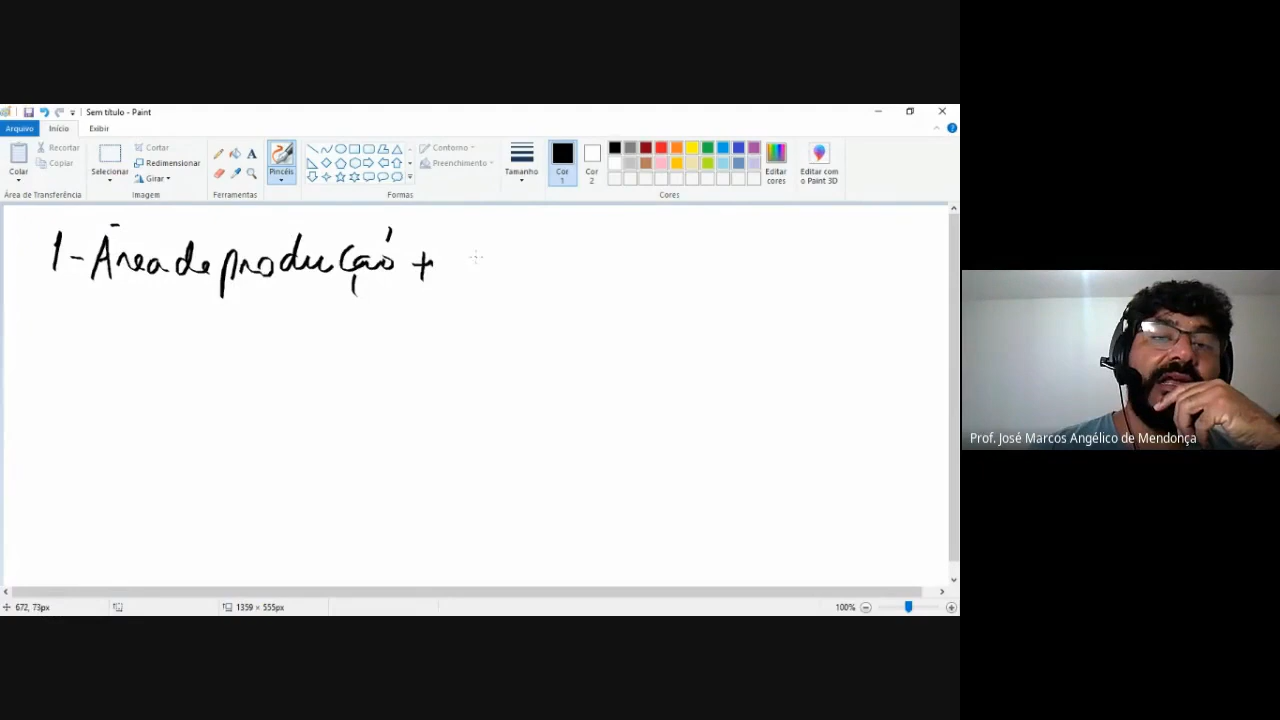 Sem título - Paint
Arquivo Início Exibir
Colar
Recortar
Copiar
Área de Transferência
Selecionar
Cortar
Redimensionar
Girar
Imagem
Ferramentas
Pincéis
Contorno
Preenchimento
Formas
Tamanho
Cor 1
Cor 2
Cores
Editar cores
Editar com o Paint 3D
1- Área de produção +
Prof. José Marcos Angélico de Mendonça
672, 73px
1359 × 555px
100%